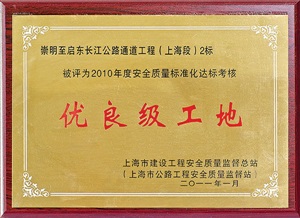 崇明至启东长江公路通道工程（上海段）2标
被评为2010年度安全质量标准化达标考核
优良级工地
上海市建设工程安全质量监督总站
（上海市公路工程安全质量监督站）
二〇一一年一月